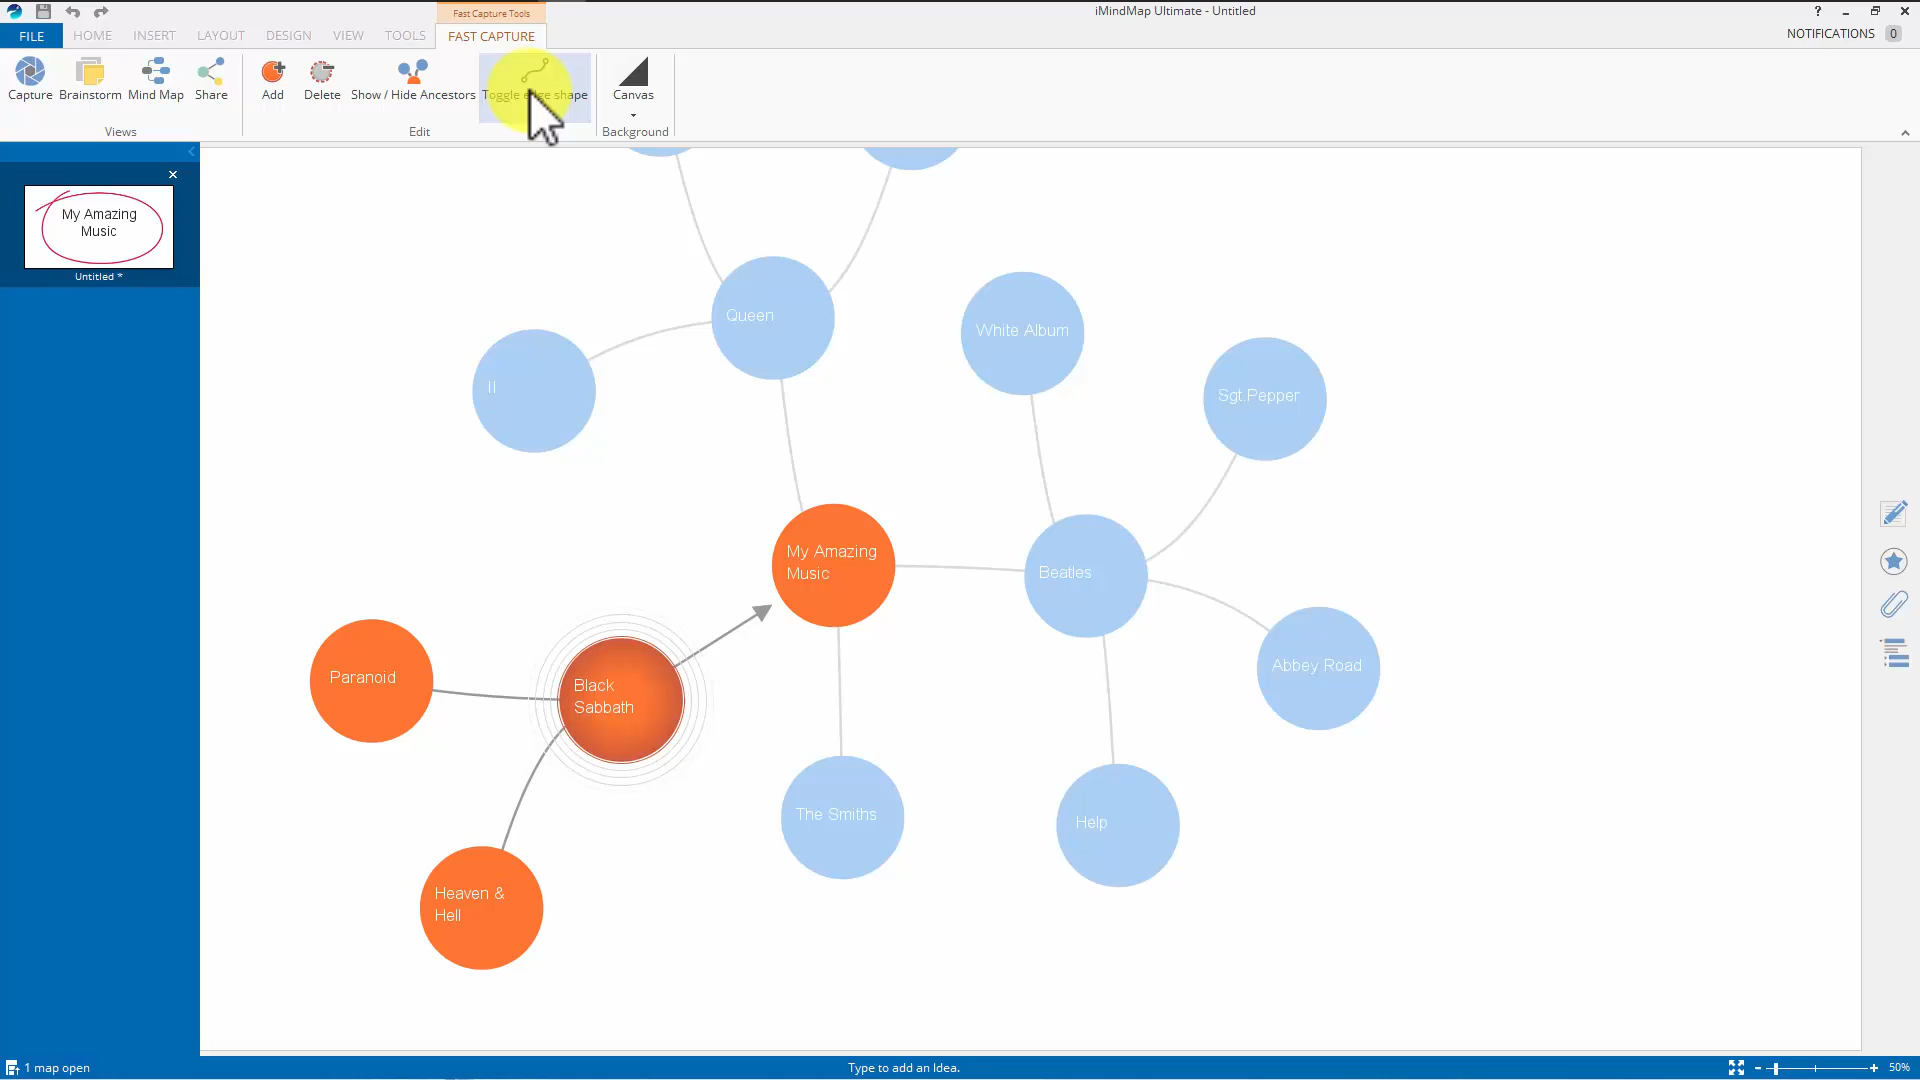 Fast Capture Tools
iMindMap Ultimate - Untitled
?
FILE
HOME
INSERT
LAYOUT
DESIGN
VIEW
TOOLS
FAST CAPTURE
NOTIFICATIONS 0
Capture
Brainstorm
Mind Map
Share
Add
Delete
Show / Hide Ancestors
Toggle edge shape
Canvas
Views
Edit
Background
My Amazing
Music
Untitled *
Queen
White Album
II
Sgt.Pepper
My Amazing
Music
Beatles
Paranoid
Black
Sabbath
Abbey Road
The Smiths
Help
Heaven &
Hell
1 map open
Type to add an Idea.
50%